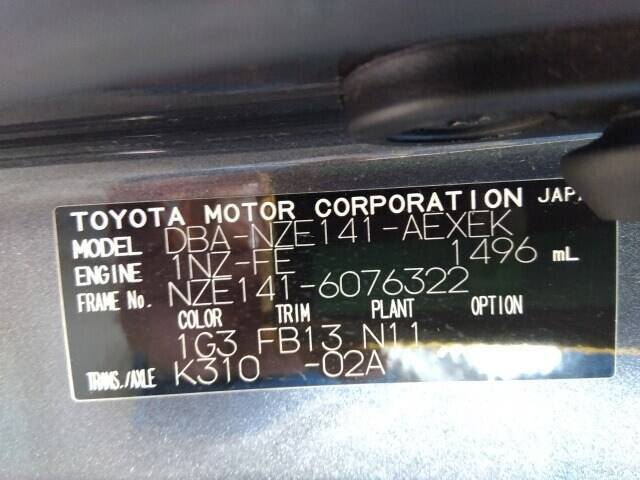 TOYOTA MOTOR CORPORATION JAPA
MODEL DBA-NZE141-AEXEK
ENGINE 1NZ-FE 1496 mL
FRAME No. NZE141-6076322
COLOR TRIM PLANT OPTION
1G3 FB13 N11
TRANS./AXLE K310 -02A